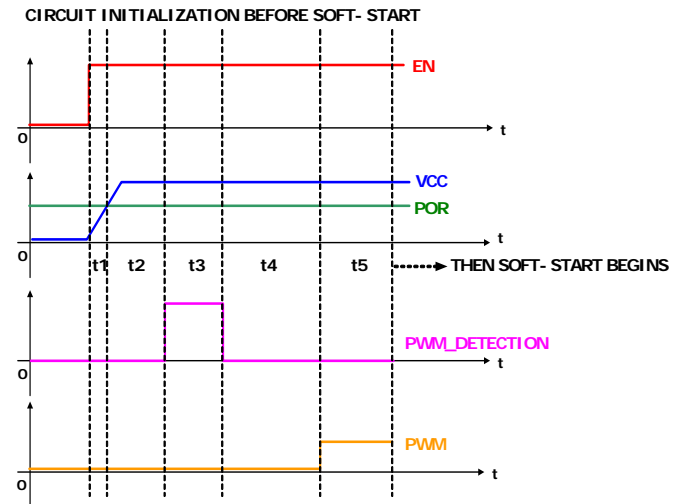 CIRCUIT INITIALIZATION BEFORE SOFT- START
EN
0
t
VCC
POR
t
0
t1 t2 t3 t4 t5 THEN SOFT- START BEGINS
PWM_DETECTION
t
0
PWM
t
0